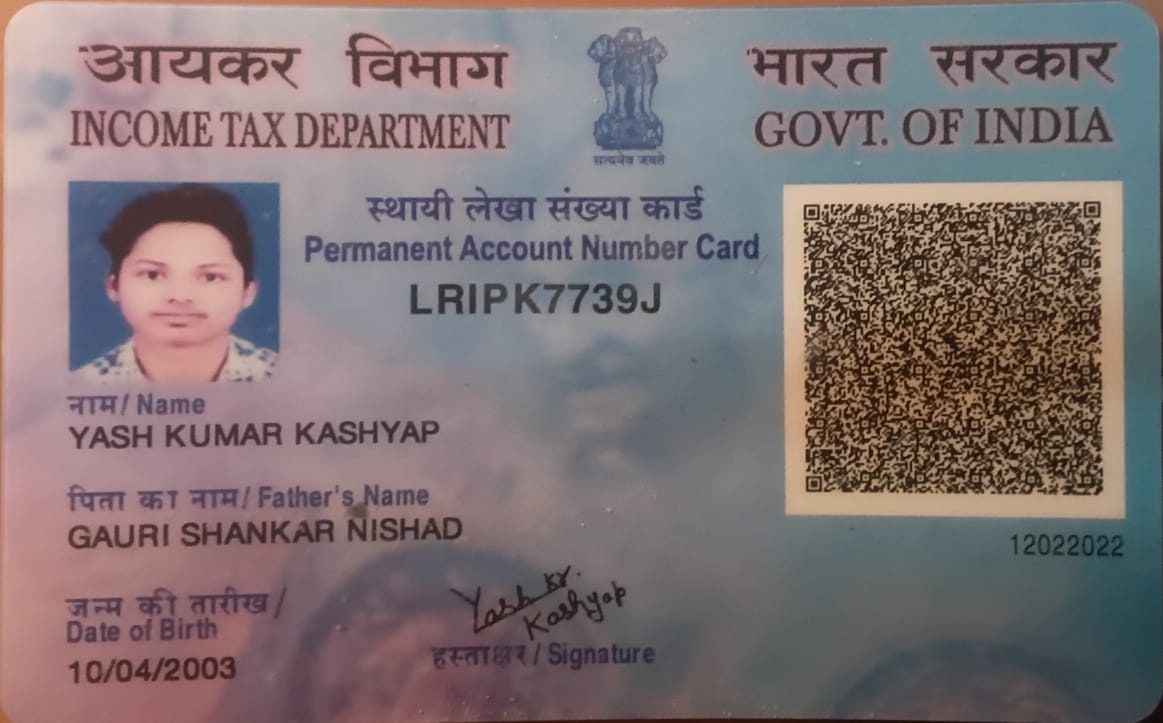 आयकर विभाग
INCOME TAX DEPARTMENT
सत्यमेव जयते
भारत सरकार
GOVT. OF INDIA
स्थायी लेखा संख्या कार्ड
Permanent Account Number Card
LRIPK7739J
नाम / Name
YASH KUMAR KASHYAP
पिता का नाम / Father's Name
GAURI SHANKAR NISHAD
12022022
जन्म की तारीख /
Date of Birth
10/04/2003
Yash Kr.
Kashyap
हस्ताक्षर / Signature